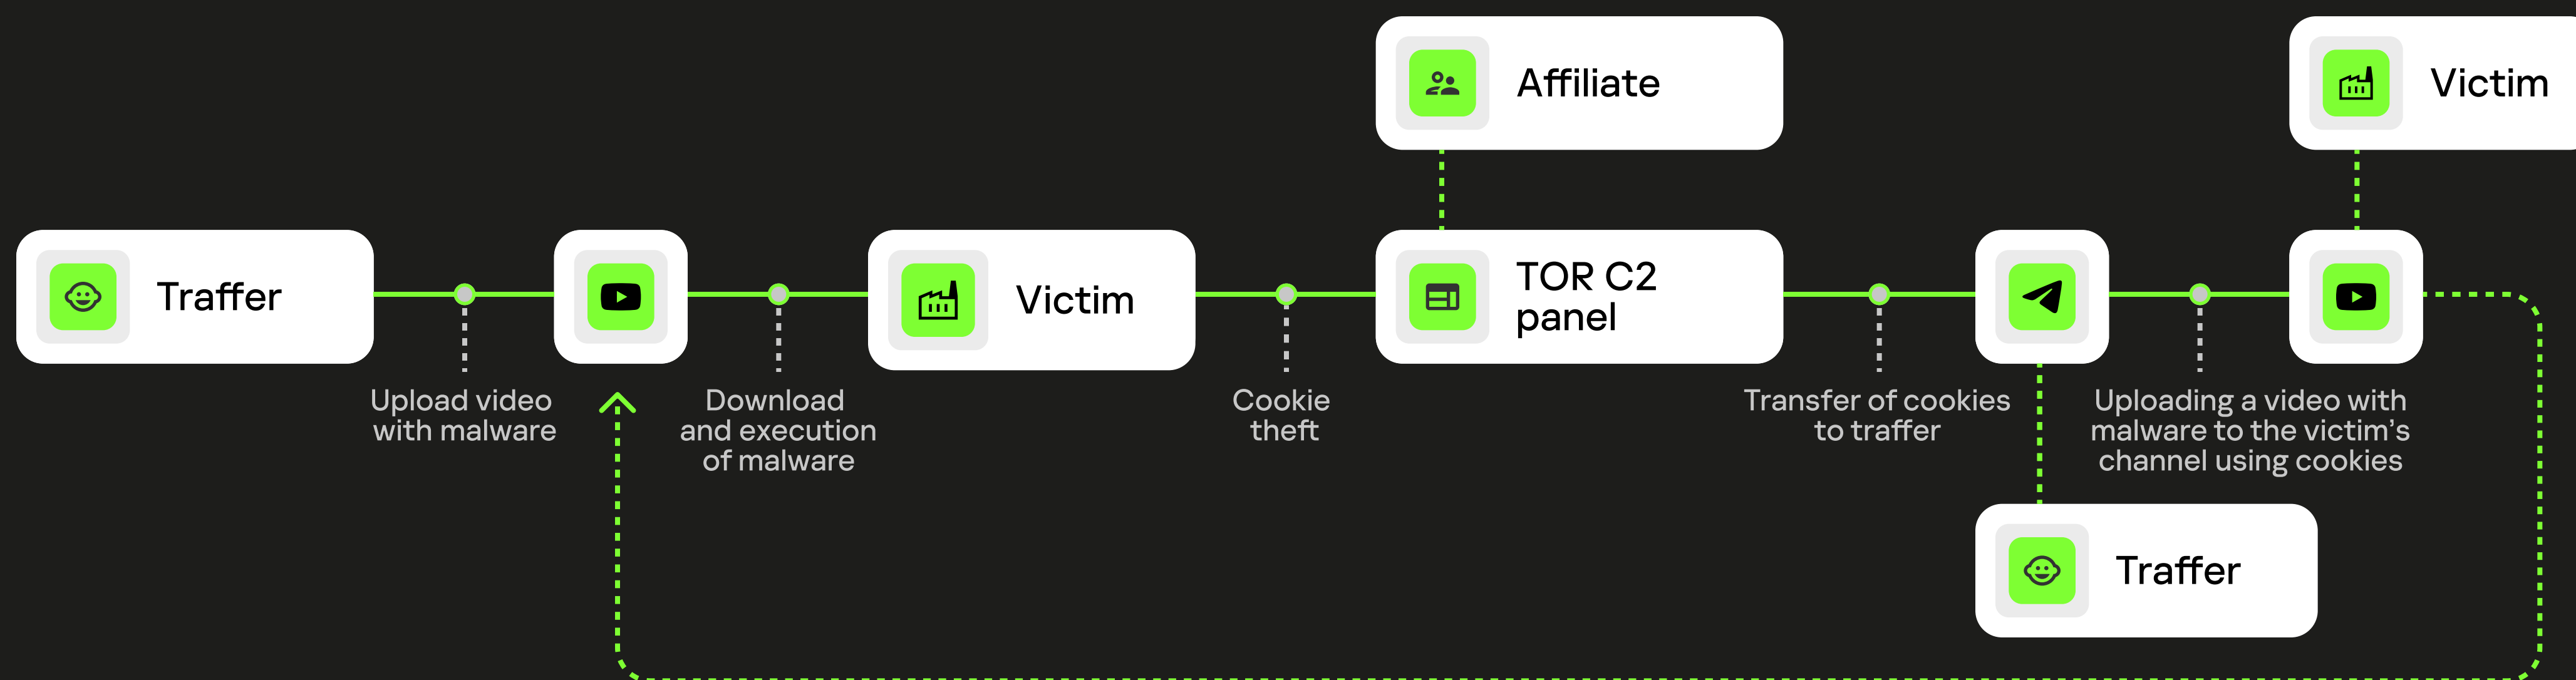 Affiliate
Victim
Traffer
Victim
TOR C2
panel
Upload video
with malware
Download
and execution
of malware
Cookie
theft
Transfer of cookies
to traffer
Uploading a video with
malware to the victim's
channel using cookies
Traffer